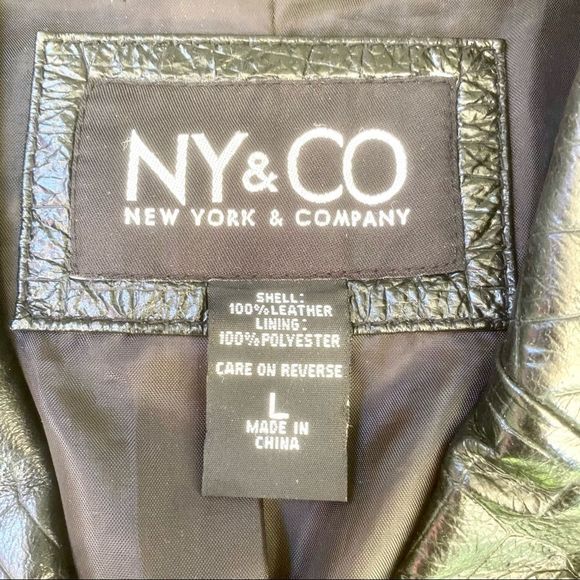 NY&CO
NEW YORK & COMPANY
SHELL:
100% LEATHER
LINING:
100% POLYESTER
CARE ON REVERSE
L
MADE IN
CHINA